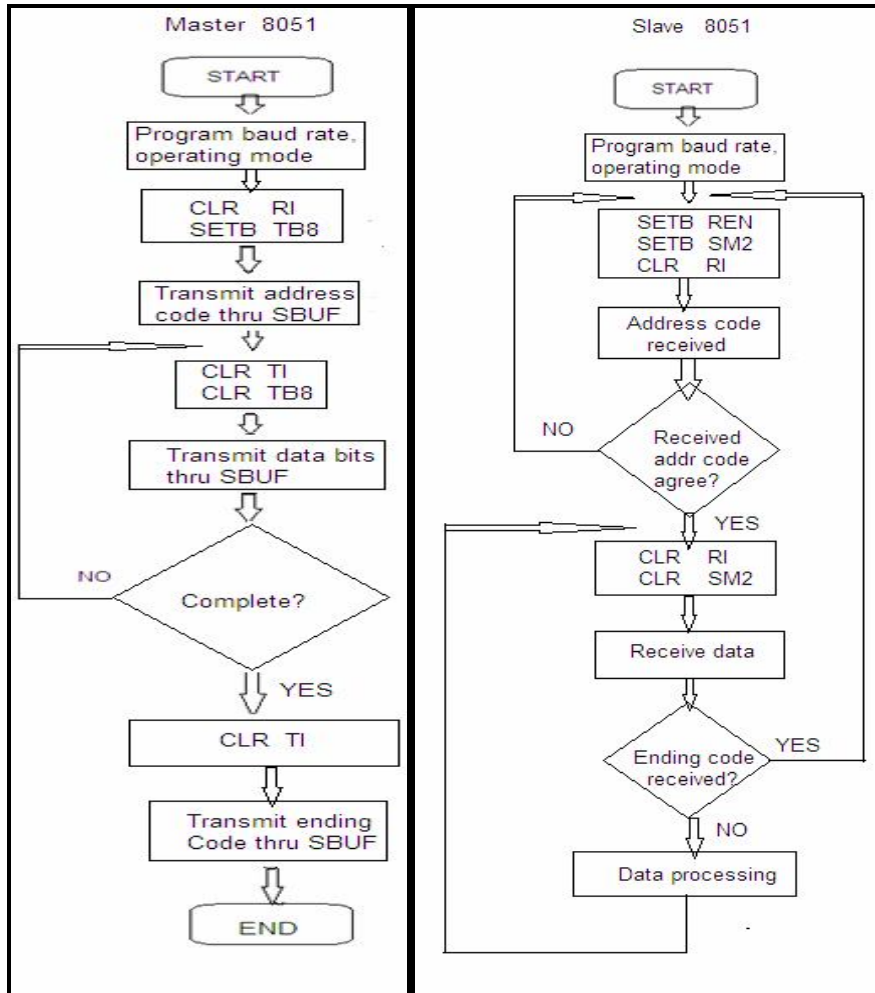 Master 8051
START
Program baud rate,
operating mode
CLR RI
SETB TB8
Transmit address
code thru SBUF
CLR TI
CLR TB8
Transmit data bits
thru SBUF
NO
Complete?
YES
CLR TI
Transmit ending
Code thru SBUF
END
Slave 8051
START
Program baud rate,
operating mode
SETB REN
SETB SM2
CLR RI
Address code
received
NO
Received
addr code
agree?
YES
CLR RI
CLR SM2
Receive data
Ending code
received?
YES
NO
Data processing